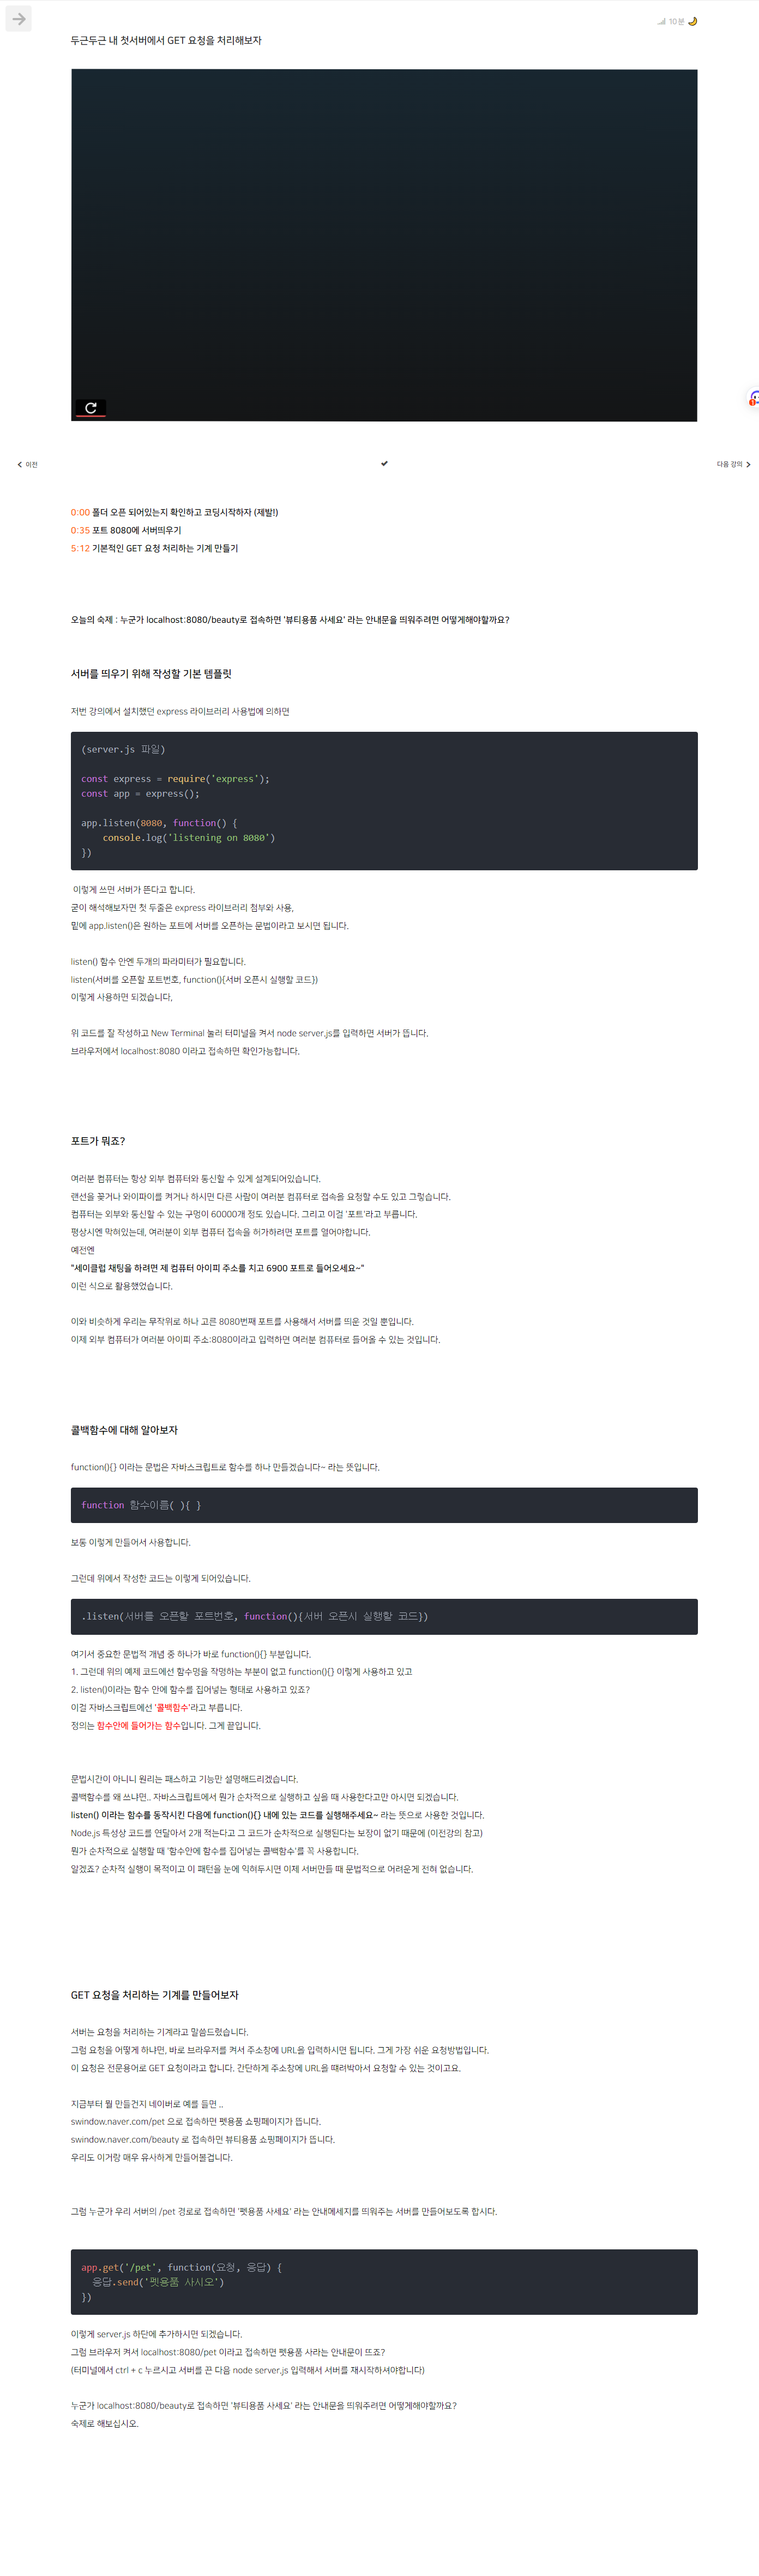 10분
두근두근 내 첫서버에서 GET 요청을 처리해보자
1
이전
다음 강의
0:00 폴더 오픈 되어있는지 확인하고 코딩시작하자 (제발!)
0:35 포트 8080에 서버띄우기
5:12 기본적인 GET 요청 처리하는 기계 만들기
오늘의 숙제 : 누군가 localhost:8080/beauty로 접속하면 '뷰티용품 사세요' 라는 안내문을 띄워주려면 어떻게해야할까요?
서버를 띄우기 위해 작성할 기본 템플릿
저번 강의에서 설치했던 express 라이브러리 사용법에 의하면
(server.js 파일)
const express = require('express');
const app = express();
app.listen(8080, function() {
console.log('listening on 8080')
})
이렇게 쓰면 서버가 뜬다고 합니다.
굳이 해석해보자면 첫 두줄은 express 라이브러리 첨부와 사용,
밑에 app.listen()은 원하는 포트에 서버를 오픈하는 문법이라고 보시면 됩니다.
listen() 함수 안엔 두개의 파라미터가 필요합니다.
listen(서버를 오픈할 포트번호, function(){서버 오픈시 실행할 코드})
이렇게 사용하면 되겠습니다.
위 코드를 잘 작성하고 New Terminal 눌러 터미널을 켜서 node server.js를 입력하면 서버가 뜹니다.
브라우저에서 localhost:8080 이라고 접속하면 확인가능합니다.
포트가 뭐죠?
여러분 컴퓨터는 항상 외부 컴퓨터와 통신할 수 있게 설계되어있습니다.
랜선을 꽂거나 와이파이를 켜거나 하시면 다른 사람이 여러분 컴퓨터로 접속을 요청할 수도 있고 그렇습니다.
컴퓨터는 외부와 통신할 수 있는 구멍이 60000개 정도 있습니다. 그리고 이걸 '포트'라고 부릅니다.
평상시엔 막혀있는데, 여러분이 외부 컴퓨터 접속을 허가하려면 포트를 열어야합니다.
예전엔
"세이클럽 채팅을 하려면 제 컴퓨터 아이피 주소를 치고 6900 포트로 들어오세요~"
이런 식으로 활용했었습니다.
이와 비슷하게 우리는 무작위로 하나 고른 8080번째 포트를 사용해서 서버를 띄운 것일 뿐입니다.
이제 외부 컴퓨터가 여러분 아이피 주소:8080이라고 입력하면 여러분 컴퓨터로 들어올 수 있는 것입니다.
콜백함수에 대해 알아보자
function(){} 이라는 문법은 자바스크립트로 함수를 하나 만들겠습니다~ 라는 뜻입니다.
function 함수이름( ){ }
보통 이렇게 만들어서 사용합니다.
그런데 위에서 작성한 코드는 이렇게 되어있습니다.
.listen(서버를 오픈할 포트번호, function(){서버 오픈시 실행할 코드})
여기서 중요한 문법적 개념 중 하나가 바로 function(){} 부분입니다.
1. 그런데 위의 예제 코드에선 함수명을 작명하는 부분이 없고 function(){} 이렇게 사용하고 있고
2. listen()이라는 함수 안에 함수를 집어넣는 형태로 사용하고 있죠?
이걸 자바스크립트에선 '콜백함수'라고 부릅니다.
정의는 함수안에 들어가는 함수입니다. 그게 끝입니다.
문법시간이 아니니 원리는 패스하고 기능만 설명해드리겠습니다.
콜백함수를 왜 쓰냐면.. 자바스크립트에서 뭔가 순차적으로 실행하고 싶을 때 사용한다고만 아시면 되겠습니다.
listen() 이라는 함수를 동작시킨 다음에 function(){} 내에 있는 코드를 실행해주세요~ 라는 뜻으로 사용한 것입니다.
Node.js 특성상 코드를 연달아서 2개 적는다고 그 코드가 순차적으로 실행된다는 보장이 없기 때문에 (이전강의 참고)
뭔가 순차적으로 실행할 때 '함수안에 함수를 집어넣는 콜백함수'를 꼭 사용합니다.
알겠죠? 순차적 실행이 목적이고 이 패턴을 눈에 익혀두시면 이제 서버만들 때 문법적으로 어려운게 전혀 없습니다.
GET 요청을 처리하는 기계를 만들어보자
서버는 요청을 처리하는 기계라고 말씀드렸습니다.
그럼 요청을 어떻게 하냐면, 바로 브라우저를 켜서 주소창에 URL을 입력하시면 됩니다. 그게 가장 쉬운 요청방법입니다.
이 요청은 전문용어로 GET 요청이라고 합니다. 간단하게 주소창에 URL을 떄려박아서 요청할 수 있는 것이고요.
지금부터 뭘 만들건지 네이버로 예를 들면 ..
swindow.naver.com/pet 으로 접속하면 펫용품 쇼핑페이지가 뜹니다.
swindow.naver.com/beauty 로 접속하면 뷰티용품 쇼핑페이지가 뜹니다.
우리도 이거랑 매우 유사하게 만들어볼겁니다.
그럼 누군가 우리 서버의 /pet 경로로 접속하면 '펫용품 사세요' 라는 안내메세지를 띄워주는 서버를 만들어보도록 합시다.
app.get('/pet', function(요청, 응답) {
응답.send('펫용품 사시오')
})
이렇게 server.js 하단에 추가하시면 되겠습니다.
그럼 브라우저 켜서 localhost:8080/pet 이라고 접속하면 펫용품 사라는 안내문이 뜨죠?
(터미널에서 ctrl + c 누르시고 서버를 끈 다음 node server.js 입력해서 서버를 재시작하셔야합니다)
누군가 localhost:8080/beauty로 접속하면 '뷰티용품 사세요' 라는 안내문을 띄워주려면 어떻게해야할까요?
숙제로 해보십시오.